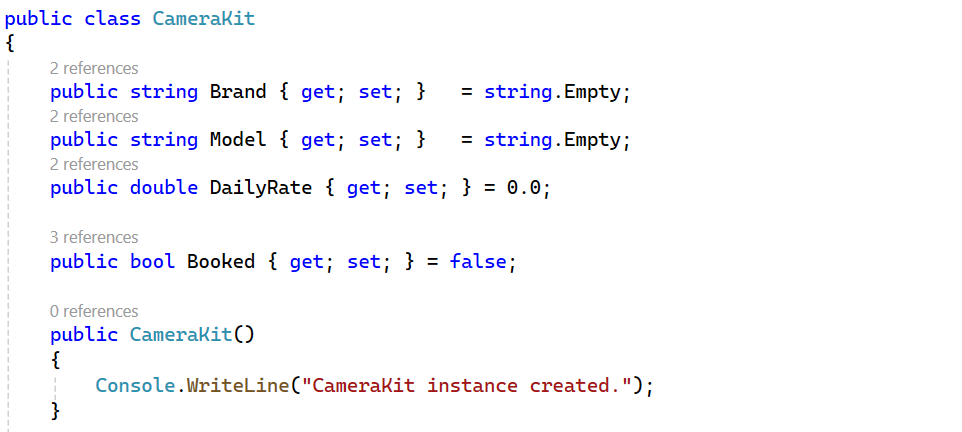 public class CameraKit
{
2 references
public string Brand { get; set; }   = string.Empty;
2 references
public string Model { get; set; }   = string.Empty;
2 references
public double DailyRate { get; set; } = 0.0;
3 references
public bool Booked { get; set; } = false;
0 references
public CameraKit()
{
Console.WriteLine("CameraKit instance created.");
}